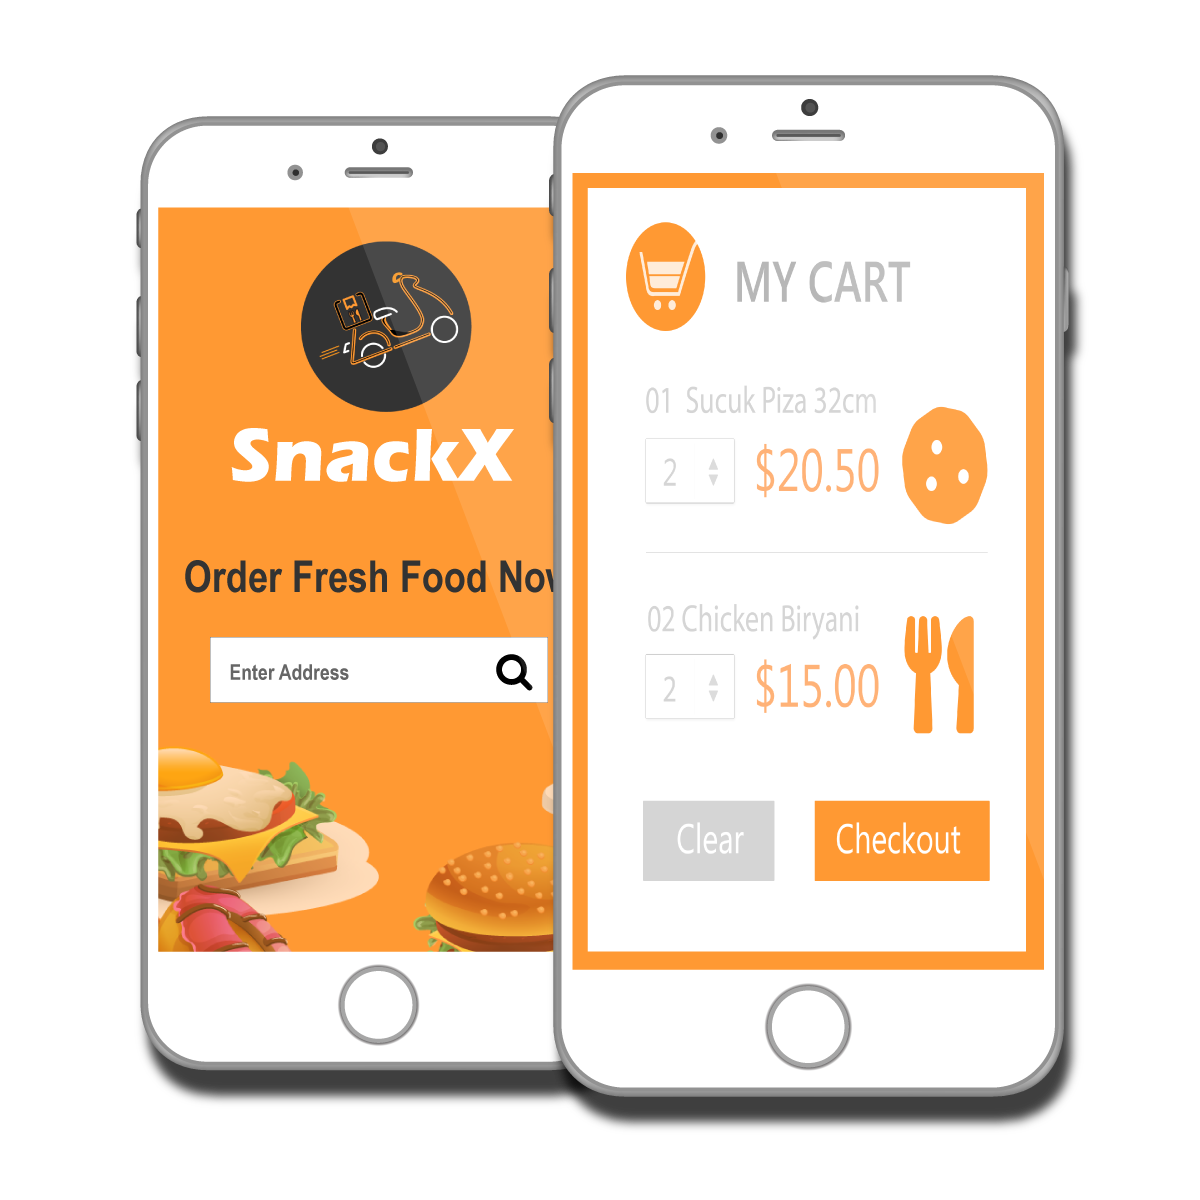 SnackX
Order Fresh Food Now
Enter Address
MY CART
01 Sucuk Piza 32cm
2
$20.50
02 Chicken Biryani
2
$15.00
Clear
Checkout